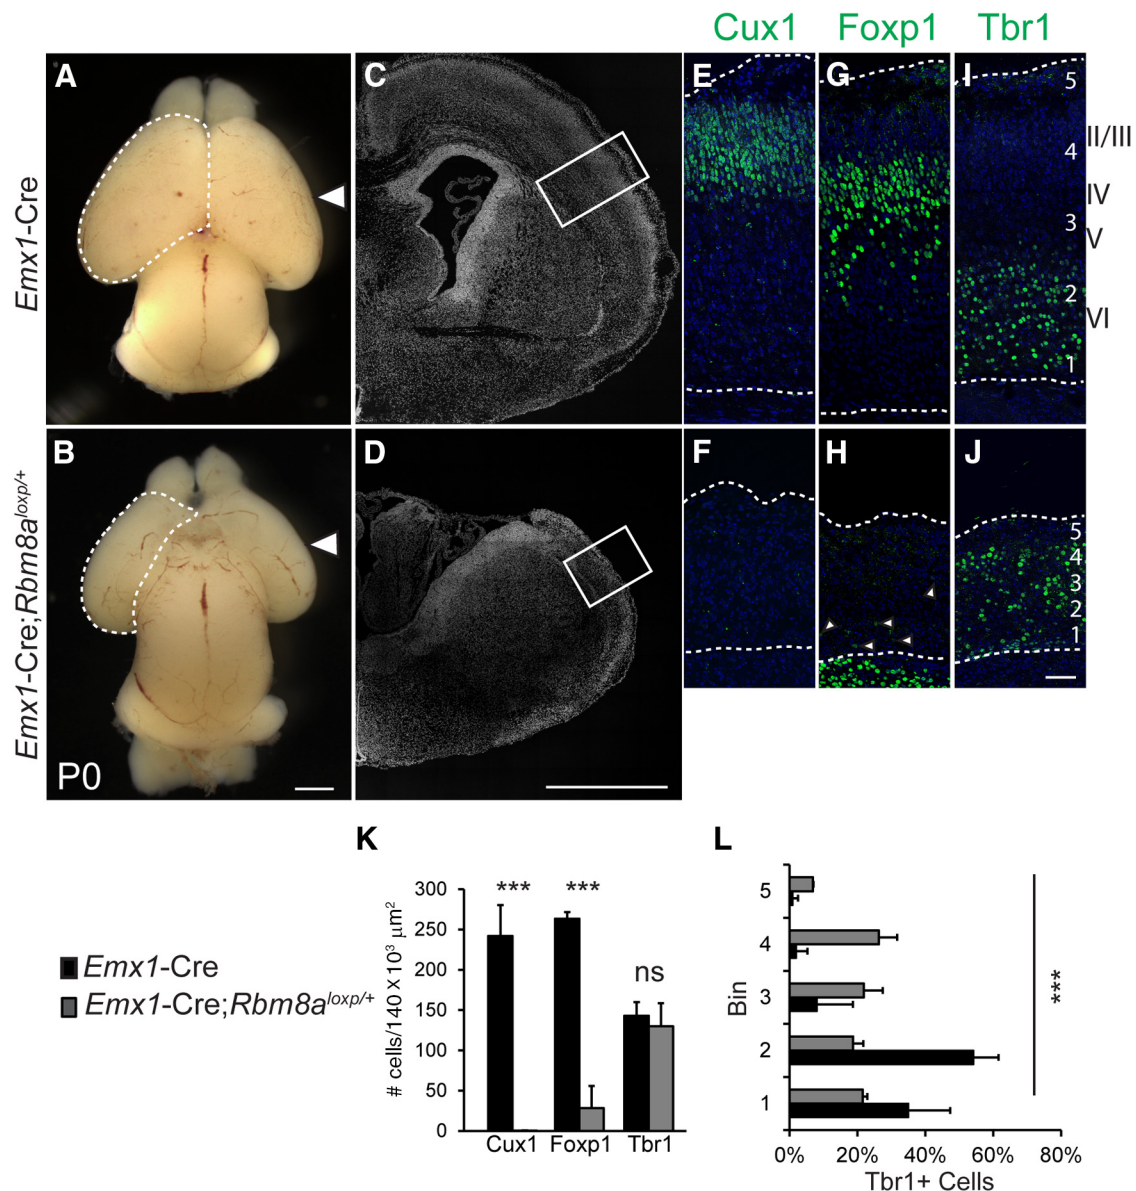 Cux1 Foxp1 Tbr1
A C E G I
5
II/III
4
IV
3
V
2
VI
1
Emx1-Cre
B D F H J
5
4
3
2
1
Emx1-Cre;Rbm8aloxp/+
P0
K L
300
250
200
150
100
50
0
# cells/140 x 10³ μm²
*** *** ns
Cux1 Foxp1 Tbr1
Emx1-Cre
Emx1-Cre;Rbm8aloxp/+
5
4
3
2
1
Bin
***
0% 20% 40% 60% 80%
Tbr1+ Cells